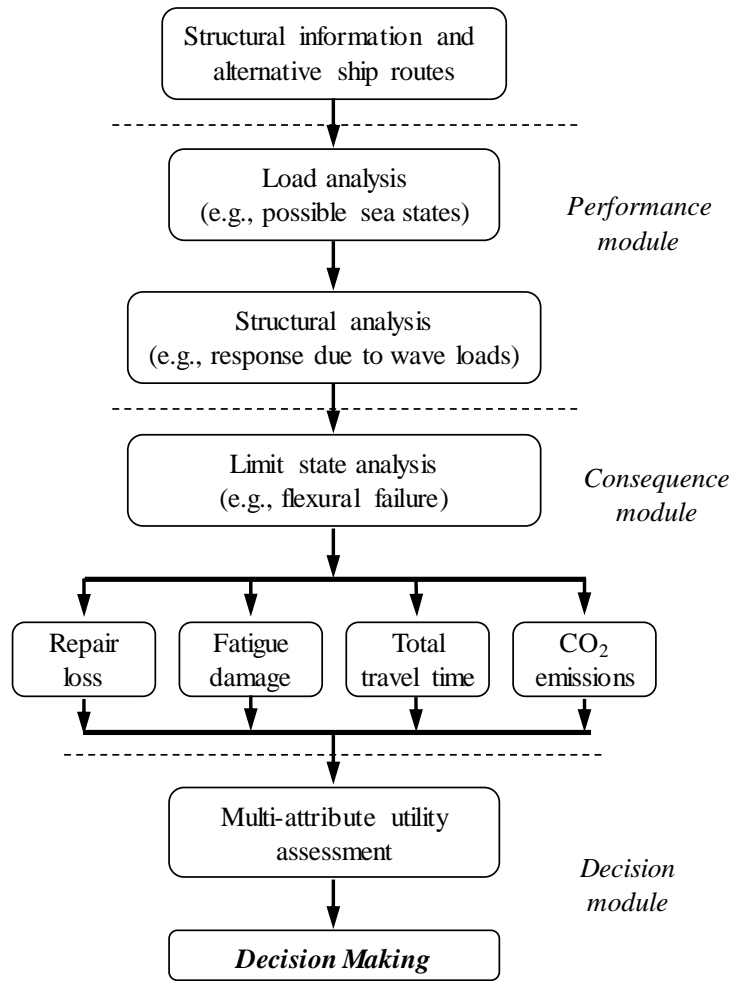 Structural information and
alternative ship routes
Load analysis
(e.g., possible sea states)
Performance
module
Structural analysis
(e.g., response due to wave loads)
Limit state analysis
(e.g., flexural failure)
Consequence
module
Repair
loss
Fatigue
damage
Total
travel time
CO₂
emissions
Multi-attribute utility
assessment
Decision
module
Decision Making